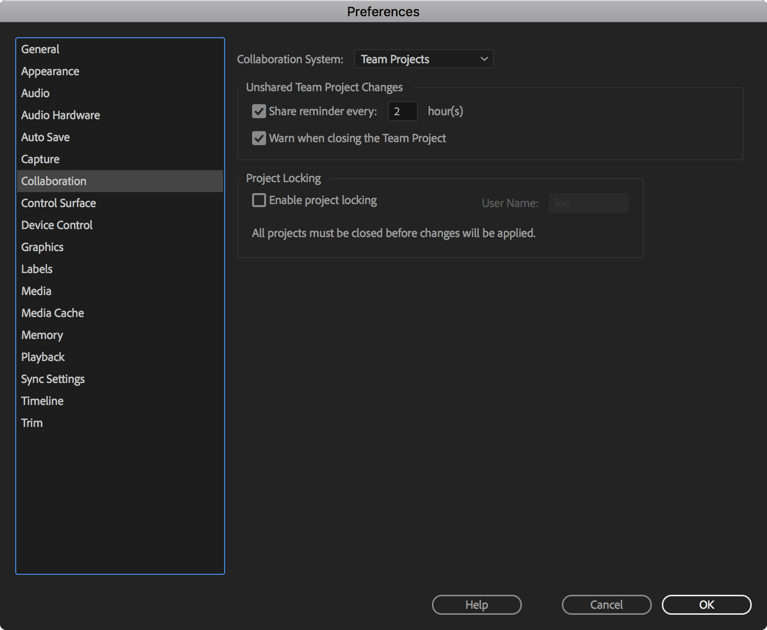 Preferences
General
Appearance
Audio
Audio Hardware
Auto Save
Capture
Collaboration
Control Surface
Device Control
Graphics
Labels
Media
Media Cache
Memory
Playback
Sync Settings
Timeline
Trim
Collaboration System: Team Projects
Unshared Team Project Changes
Share reminder every: 2 hour(s)
Warn when closing the Team Project
Project Locking
Enable project locking User Name: lee
All projects must be closed before changes will be applied.
Help Cancel OK